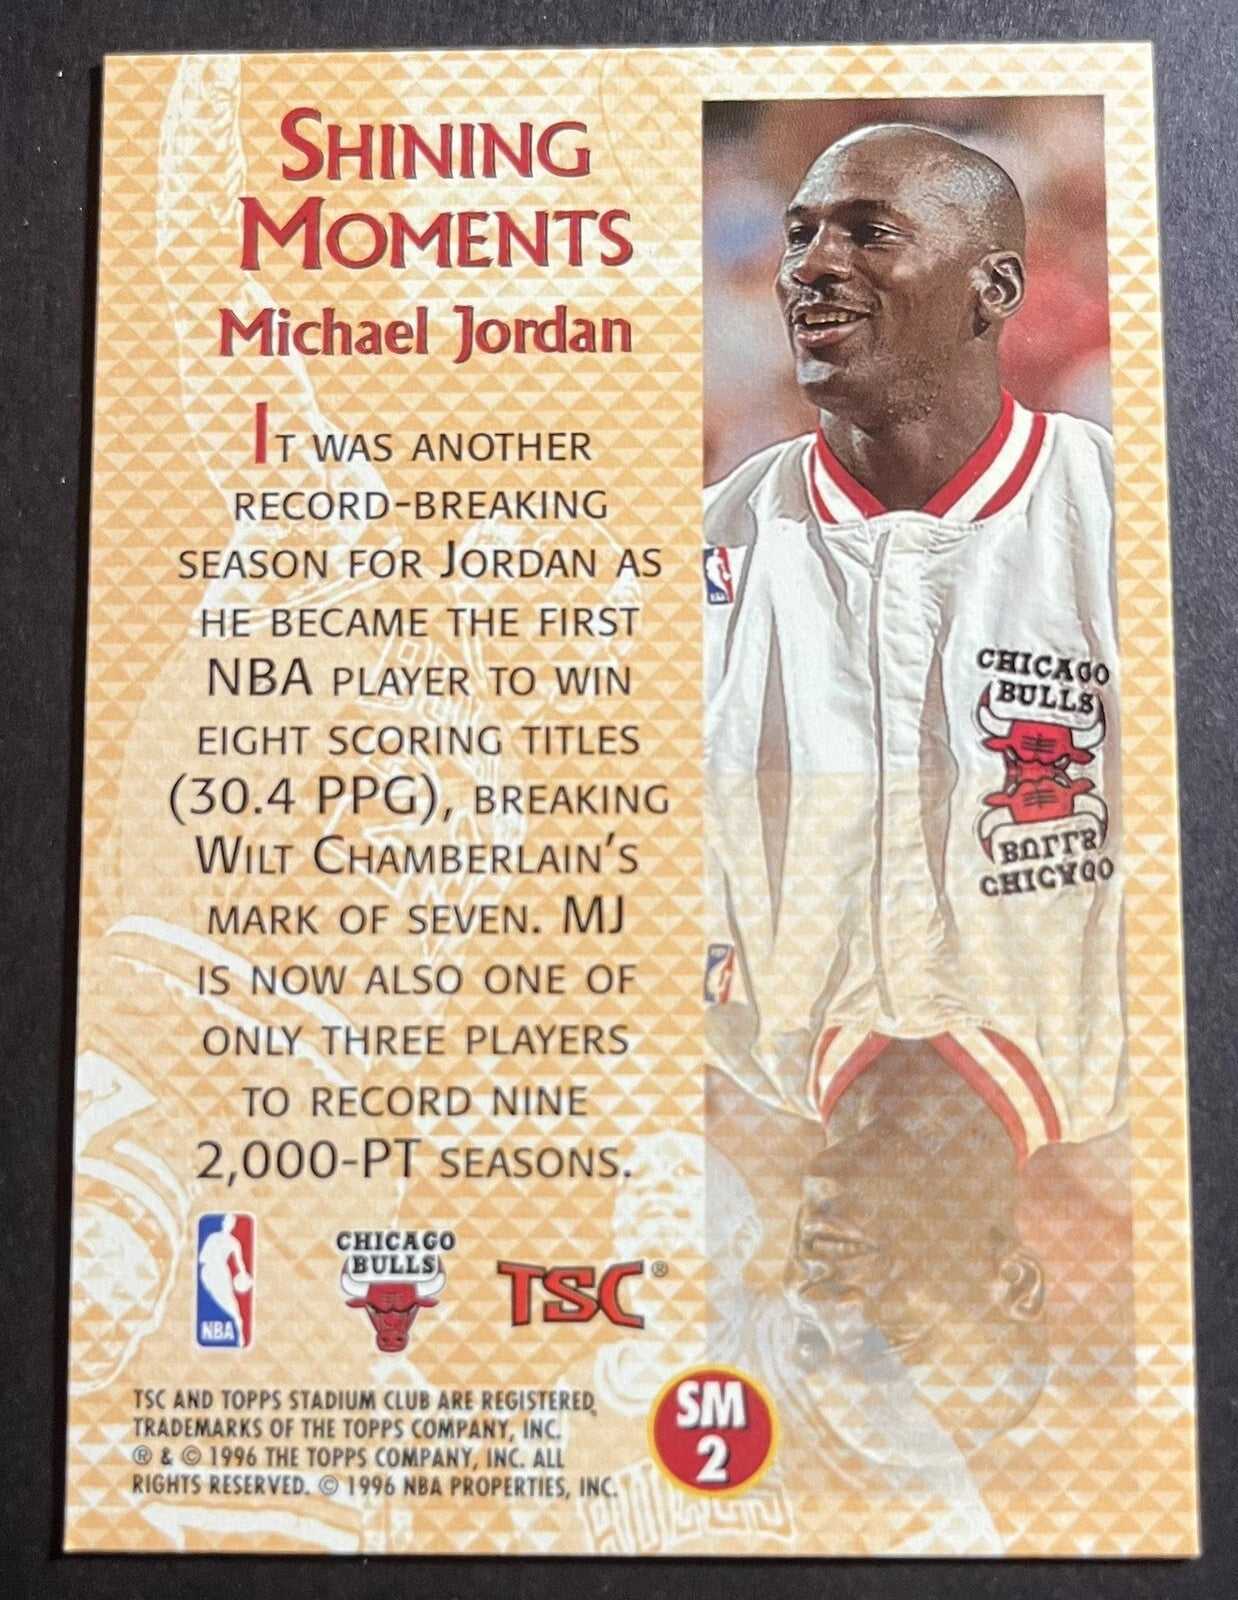 SHINING
MOMENTS
Michael Jordan
IT WAS ANOTHER
RECORD-BREAKING
SEASON FOR JORDAN AS
HE BECAME THE FIRST
NBA PLAYER TO WIN
EIGHT SCORING TITLES
(30.4 PPG), BREAKING
WILT CHAMBERLAIN'S
MARK OF SEVEN. MJ
IS NOW ALSO ONE OF
ONLY THREE PLAYERS
TO RECORD NINE
2,000-PT SEASONS.
CHICAGO
BULLS
BULLS
CHICAGO
NBA
CHICAGO
BULLS
TSC®
TSC AND TOPPS STADIUM CLUB ARE REGISTERED
TRADEMARKS OF THE TOPPS COMPANY, INC.
® & © 1996 THE TOPPS COMPANY, INC. ALL
RIGHTS RESERVED. © 1996 NBA PROPERTIES, INC.
SM
2